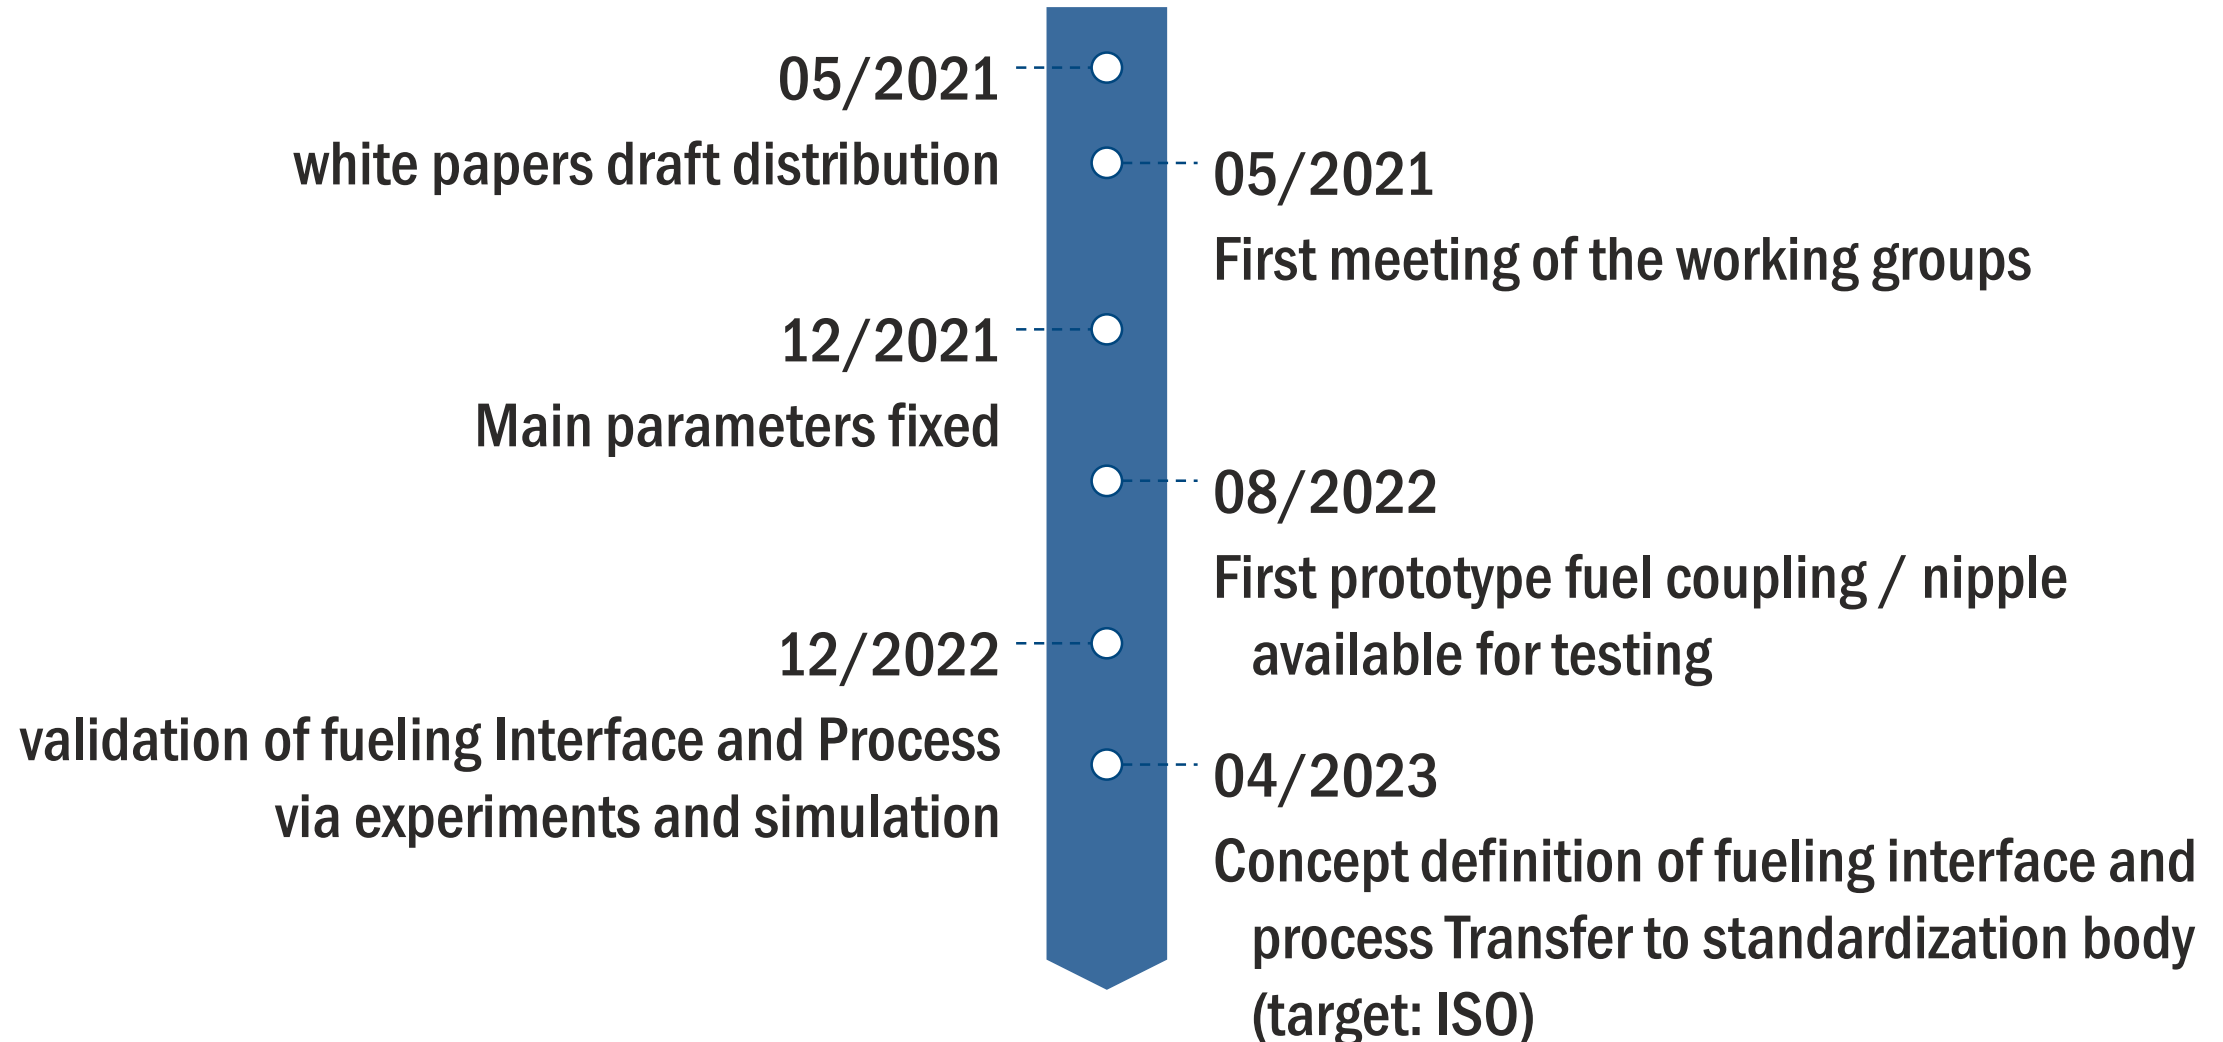 05/2021
white papers draft distribution
05/2021
First meeting of the working groups
12/2021
Main parameters fixed
08/2022
First prototype fuel coupling / nipple
available for testing
12/2022
validation of fueling Interface and Process
via experiments and simulation
04/2023
Concept definition of fueling interface and
process Transfer to standardization body
(target: ISO)